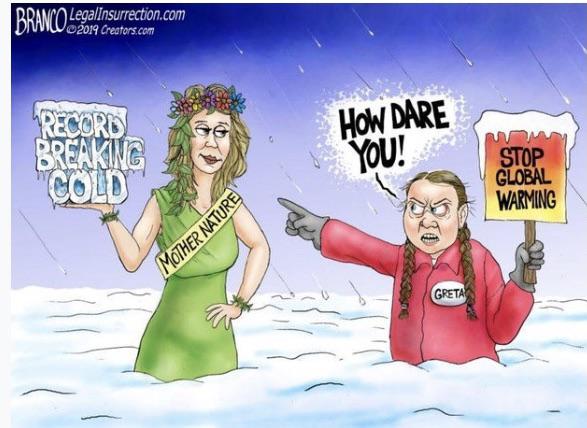 BRANCO LegalInsurrection.com
©2019 Creators.com
RECORD
BREAKING
COLD
MOTHER NATURE
HOW DARE
YOU!
STOP
GLOBAL
WARMING
GRETA